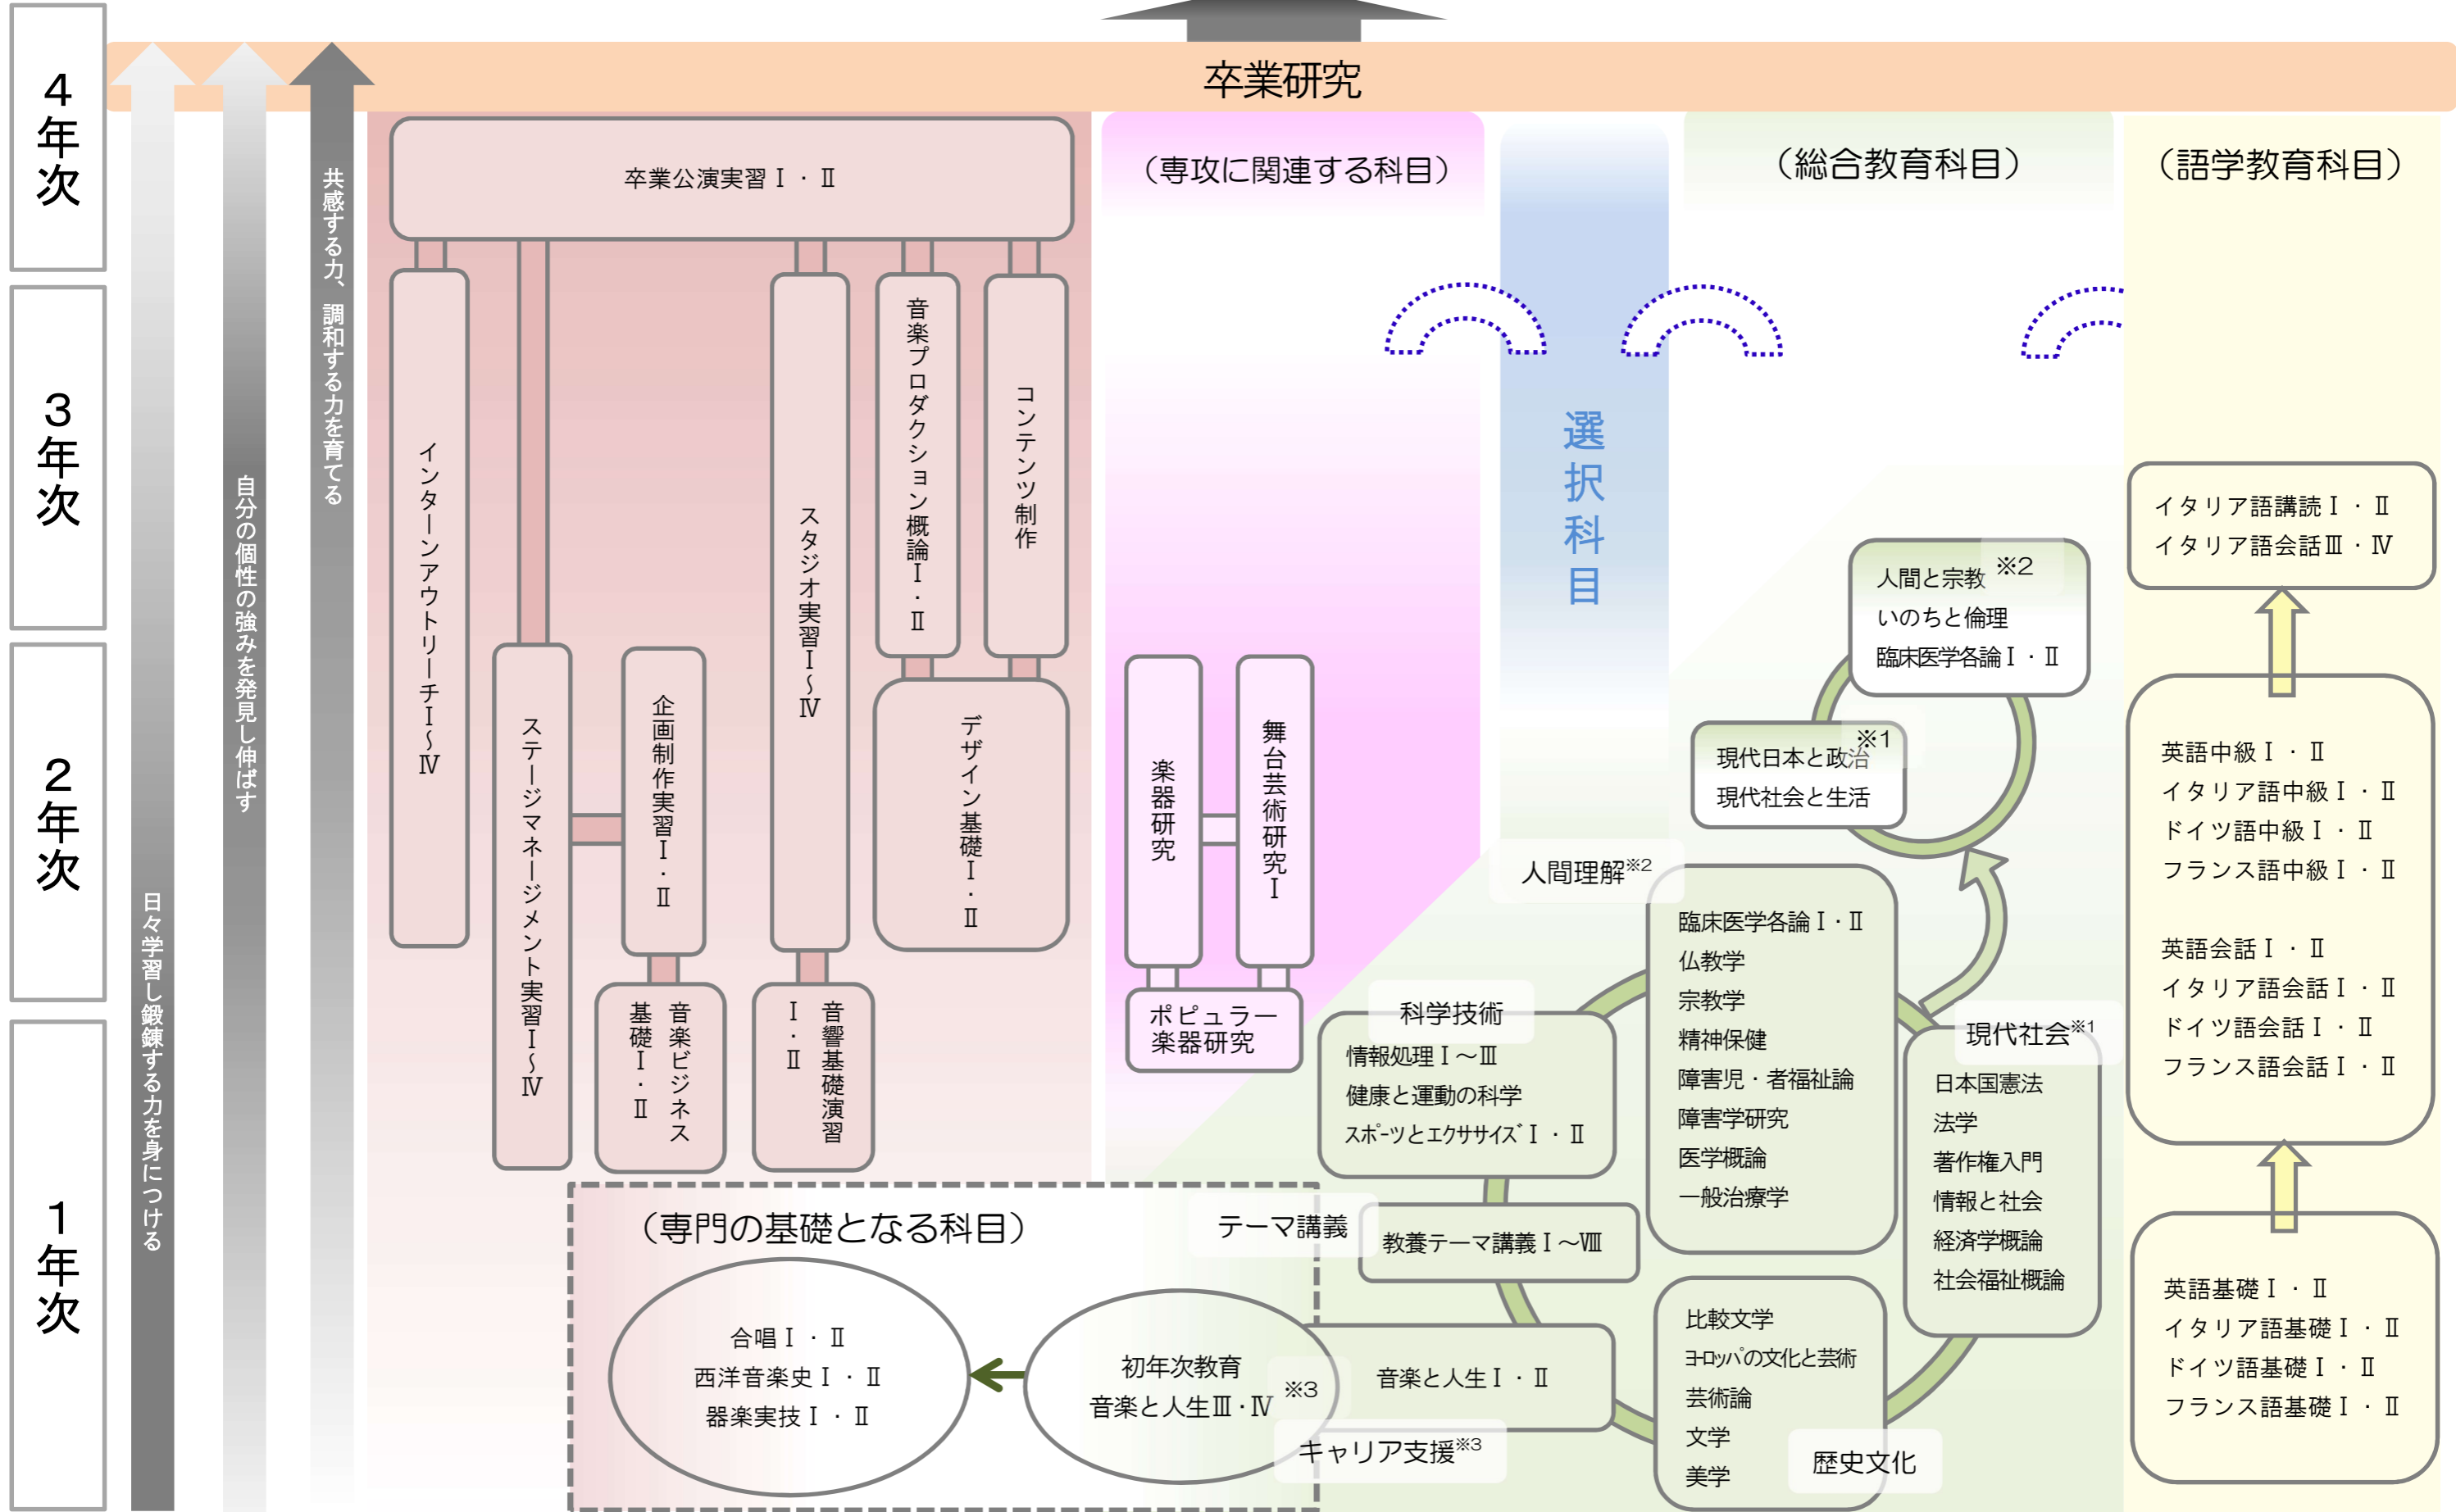 卒業研究
４年次
３年次
２年次
１年次
日々学習し鍛錬する力を身につける
自分の個性の強みを発見し伸ばす
共感する力、調和する力を育てる
卒業公演実習Ⅰ・Ⅱ
インターンアウトリーチⅠ～Ⅳ
ステージマネージメント実習Ⅰ～Ⅳ
企画制作実習Ⅰ・Ⅱ
スタジオ実習Ⅰ～Ⅳ
音楽プロダクション概論Ⅰ・Ⅱ
コンテンツ制作
デザイン基礎Ⅰ・Ⅱ
音楽ビジネス
基礎Ⅰ・Ⅱ
音響基礎演習
Ⅰ・Ⅱ
（専攻に関連する科目）
楽器研究
舞台芸術研究Ⅰ
ポピュラー
楽器研究
選択科目
（総合教育科目）
人間と宗教 ※2
いのちと倫理
臨床医学各論Ⅰ・Ⅱ
※1
現代日本と政治
現代社会と生活
人間理解※2
臨床医学各論Ⅰ・Ⅱ
仏教学
宗教学
精神保健
障害児・者福祉論
障害学研究
医学概論
一般治療学
科学技術
情報処理Ⅰ～Ⅲ
健康と運動の科学
スポーツとエクササイズⅠ・Ⅱ
現代社会※1
日本国憲法
法学
著作権入門
情報と社会
経済学概論
社会福祉概論
テーマ講義
教養テーマ講義Ⅰ～Ⅷ
音楽と人生Ⅰ・Ⅱ
キャリア支援※3
比較文学
ヨーロッパの文化と芸術
芸術論
文学
美学
歴史文化
（専門の基礎となる科目）
合唱Ⅰ・Ⅱ
西洋音楽史Ⅰ・Ⅱ
器楽実技Ⅰ・Ⅱ
初年次教育
音楽と人生Ⅲ・Ⅳ ※3
（語学教育科目）
イタリア語講読Ⅰ・Ⅱ
イタリア語会話Ⅲ・Ⅳ
英語中級Ⅰ・Ⅱ
イタリア語中級Ⅰ・Ⅱ
ドイツ語中級Ⅰ・Ⅱ
フランス語中級Ⅰ・Ⅱ
英語会話Ⅰ・Ⅱ
イタリア語会話Ⅰ・Ⅱ
ドイツ語会話Ⅰ・Ⅱ
フランス語会話Ⅰ・Ⅱ
英語基礎Ⅰ・Ⅱ
イタリア語基礎Ⅰ・Ⅱ
ドイツ語基礎Ⅰ・Ⅱ
フランス語基礎Ⅰ・Ⅱ